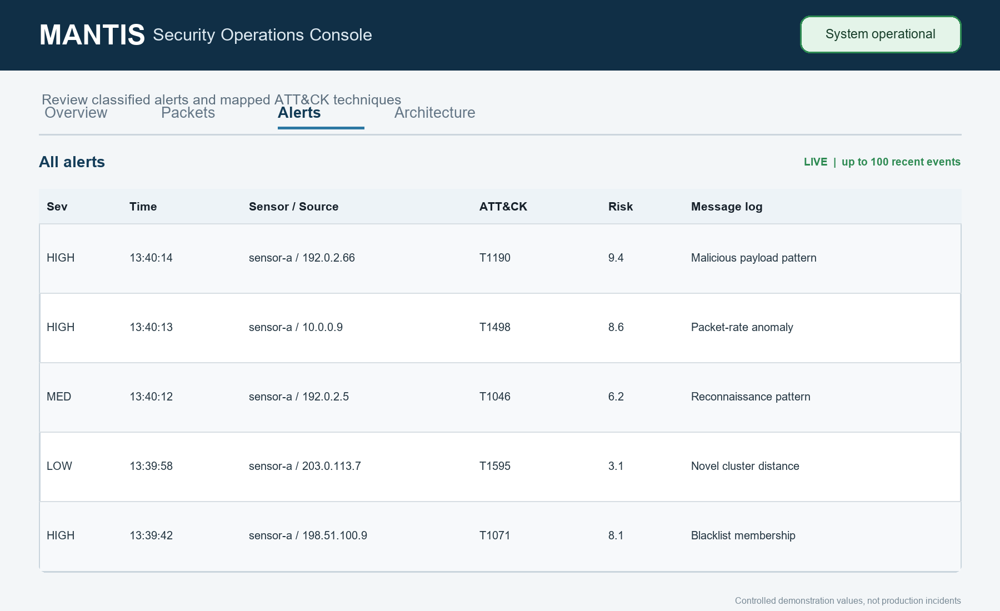 MANTIS Security Operations Console
System operational
Review classified alerts and mapped ATT&CK techniques
Overview Packets Alerts Architecture
All alerts
LIVE | up to 100 recent events
Sev Time Sensor / Source ATT&CK Risk Message log
HIGH 13:40:14 sensor-a / 192.0.2.66 T1190 9.4 Malicious payload pattern
HIGH 13:40:13 sensor-a / 10.0.0.9 T1498 8.6 Packet-rate anomaly
MED 13:40:12 sensor-a / 192.0.2.5 T1046 6.2 Reconnaissance pattern
LOW 13:39:58 sensor-a / 203.0.113.7 T1595 3.1 Novel cluster distance
HIGH 13:39:42 sensor-a / 198.51.100.9 T1071 8.1 Blacklist membership
Controlled demonstration values, not production incidents